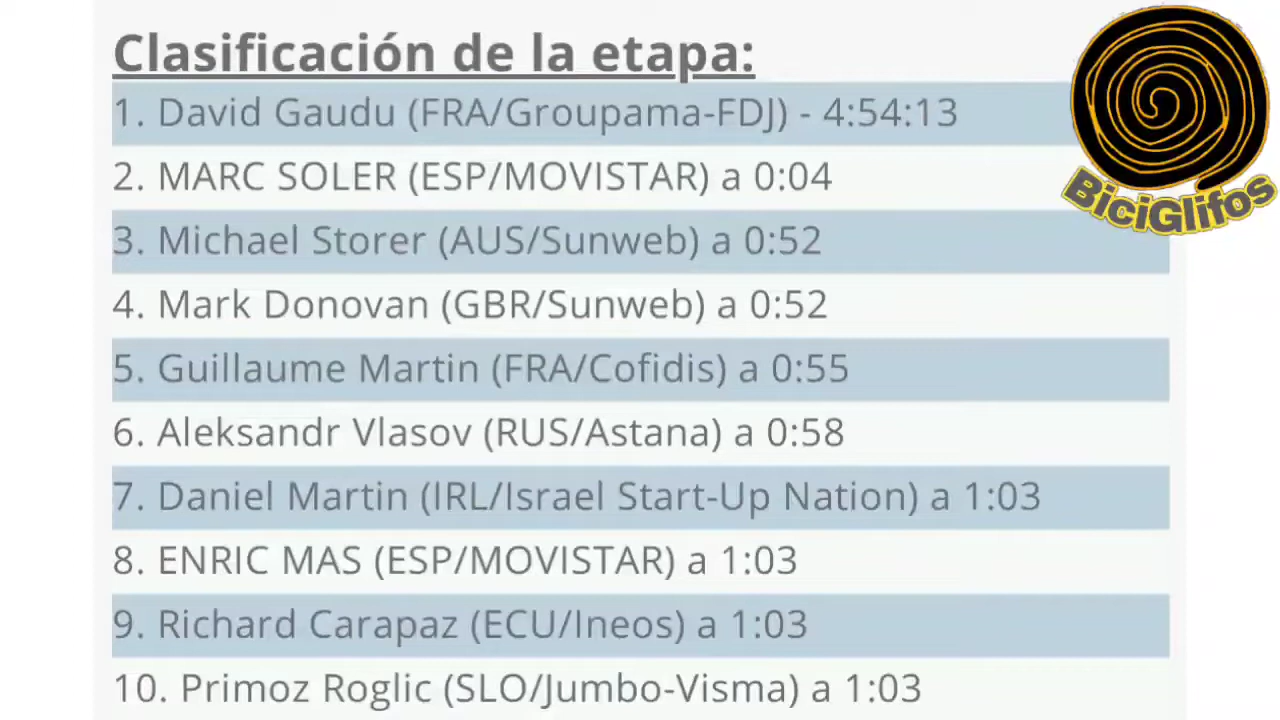 Clasificación de la etapa:
1. David Gaudu (FRA/Groupama-FDJ) - 4:54:13
2. MARC SOLER (ESP/MOVISTAR) a 0:04
3. Michael Storer (AUS/Sunweb) a 0:52
4. Mark Donovan (GBR/Sunweb) a 0:52
5. Guillaume Martin (FRA/Cofidis) a 0:55
6. Aleksandr Vlasov (RUS/Astana) a 0:58
7. Daniel Martin (IRL/Israel Start-Up Nation) a 1:03
8. ENRIC MAS (ESP/MOVISTAR) a 1:03
9. Richard Carapaz (ECU/Ineos) a 1:03
10. Primoz Roglic (SLO/Jumbo-Visma) a 1:03
BiciGlifos